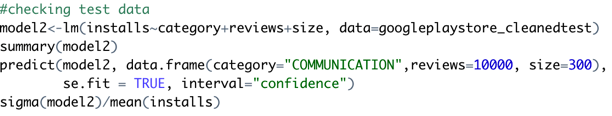 #checking test data
model2<-lm(installs~category+reviews+size, data=googleplaystore_cleanedtest)
summary(model2)
predict(model2, data.frame(category="COMMUNICATION",reviews=10000, size=300),
se.fit = TRUE, interval="confidence")
sigma(model2)/mean(installs)